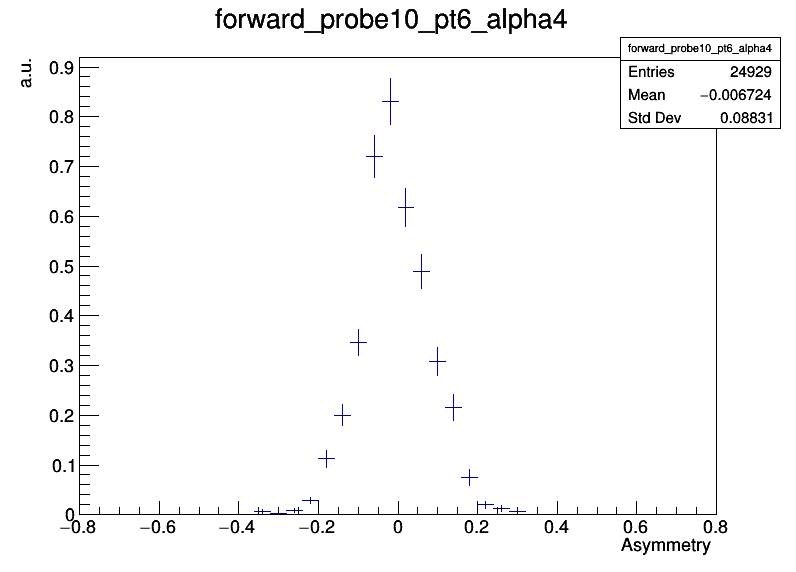 forward_probe10_pt6_alpha4
a.u.
forward_probe10_pt6_alpha4
Entries 24929
Mean −0.006724
Std Dev 0.08831
0.9
0.8
0.7
0.6
0.5
0.4
0.3
0.2
0.1
0
−0.8 −0.6 −0.4 −0.2 0 0.2 0.4 0.6 0.8
Asymmetry